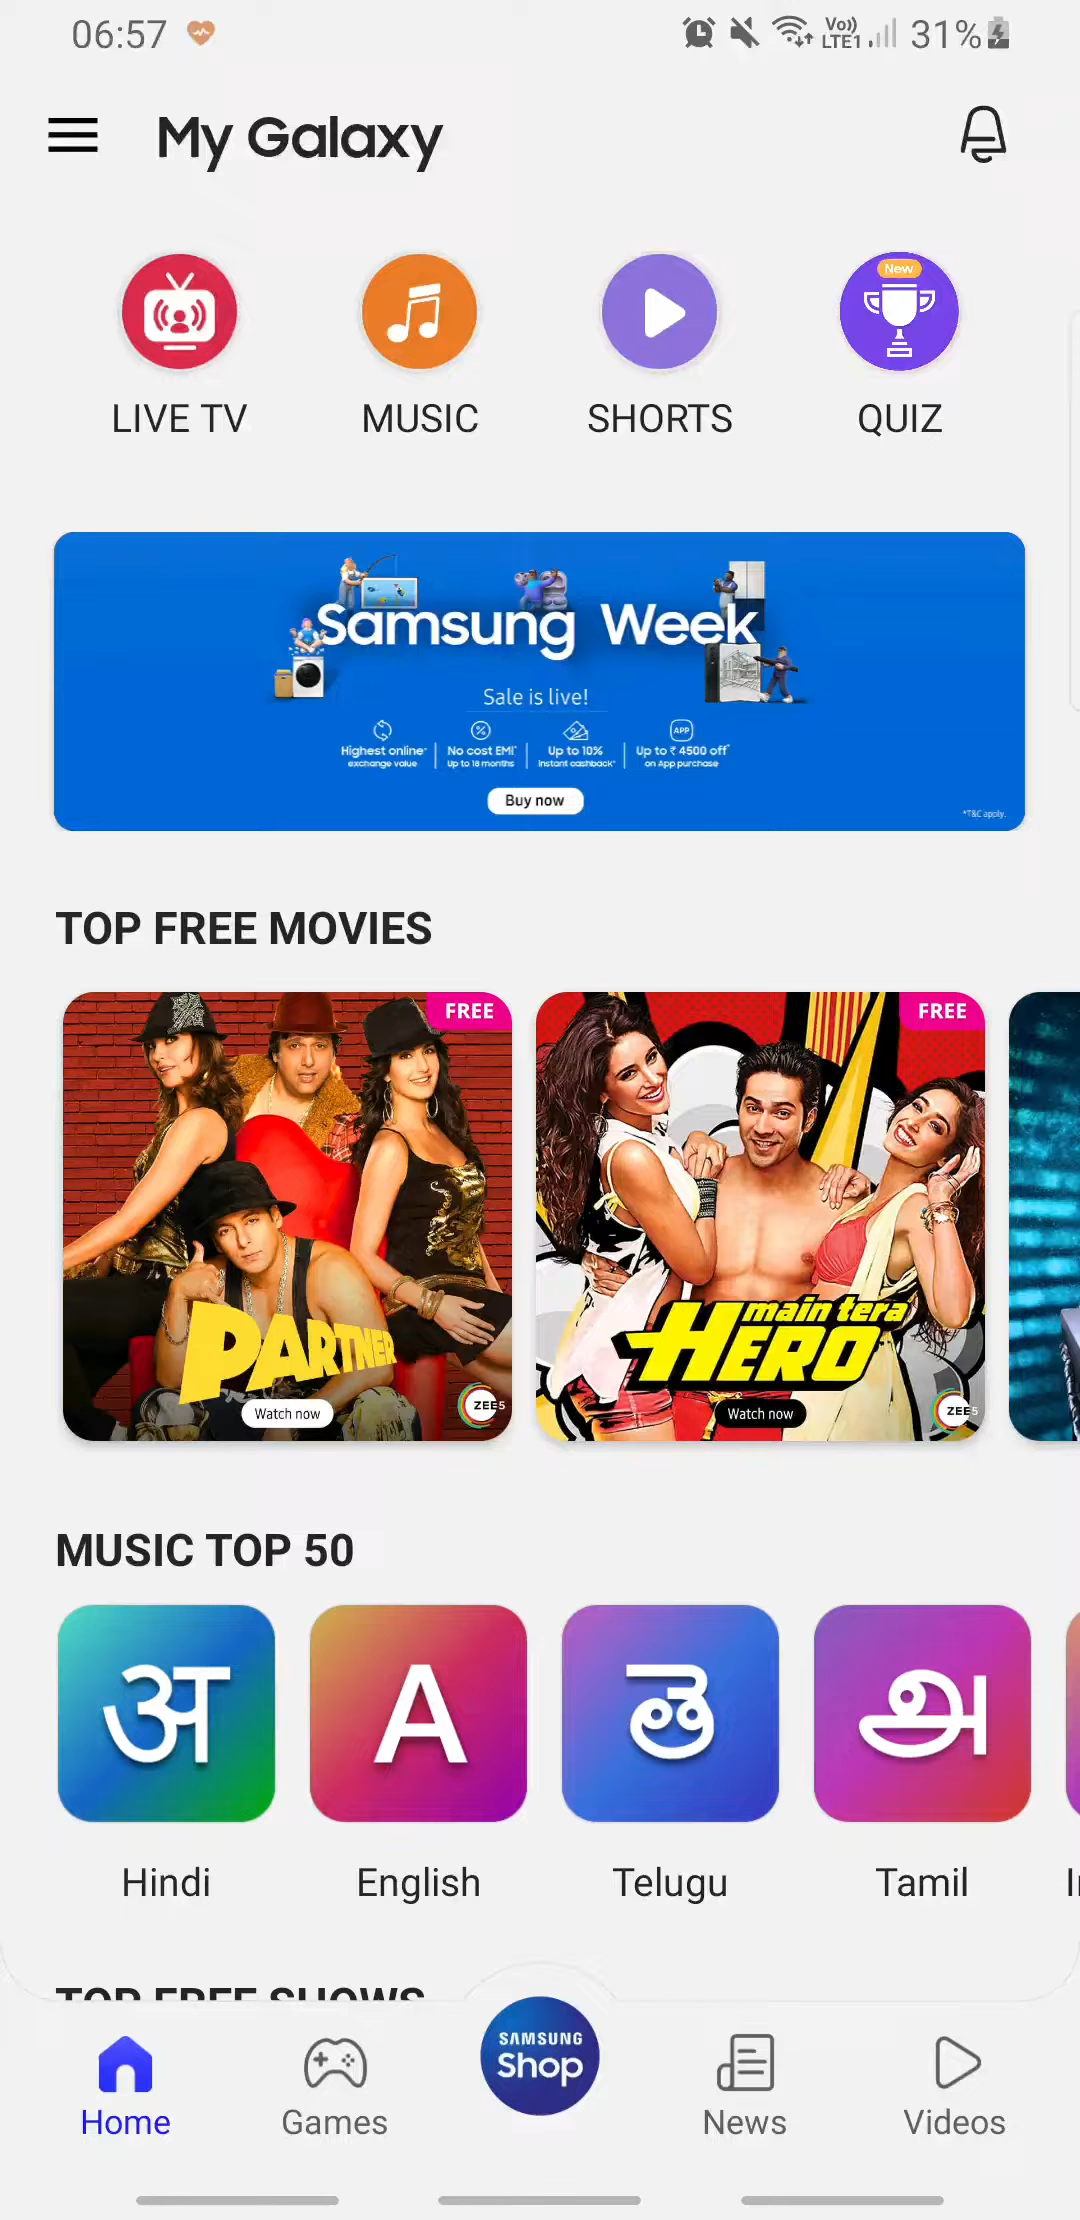 06:57
Vo)) LTE1 31%
My Galaxy
LIVE TV
MUSIC
SHORTS
New
QUIZ
Samsung Week
Sale is live!
Highest online*
exchange value
No cost EMI*
Up to 18 months
Up to 10%
Instant cashback*
APP
Up to ₹ 4500 off*
on App purchase
Buy now
*T&C apply.
TOP FREE MOVIES
FREE
PARTNER
Watch now
ZEE5
FREE
main tera
HERO
Watch now
ZEE5
MUSIC TOP 50
अ
A
తె
அ
Hindi
English
Telugu
Tamil
TOP FREE SHOWS
SAMSUNG
Shop
Home
Games
News
Videos